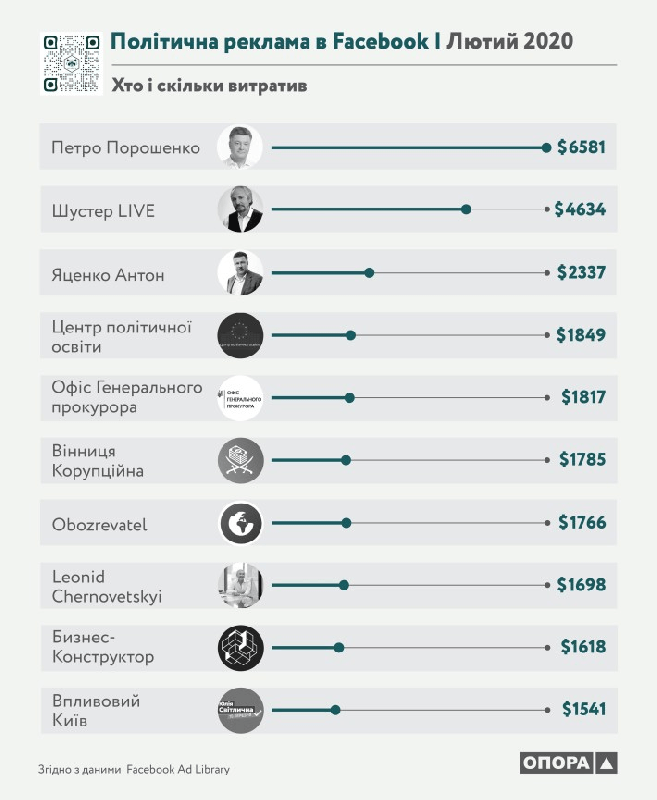 Політична реклама в Facebook | Лютий 2020
Хто і скільки витратив
Петро Порошенко $6581
Шустер LIVE $4634
Яценко Антон $2337
Центр політичної
освіти $1849
Офіс Генерального
прокурора
ОФІС
ГЕНЕРАЛЬНОГО
ПРОКУРОРА
$1817
Вінниця
Корупційна $1785
Obozrevatel $1766
Leonid
Chernovetskyi $1698
Бизнес-
Конструктор $1618
Впливовий
Київ
Юлія
Світличка
$1541
Згідно з даними Facebook Ad Library
ОПОРА